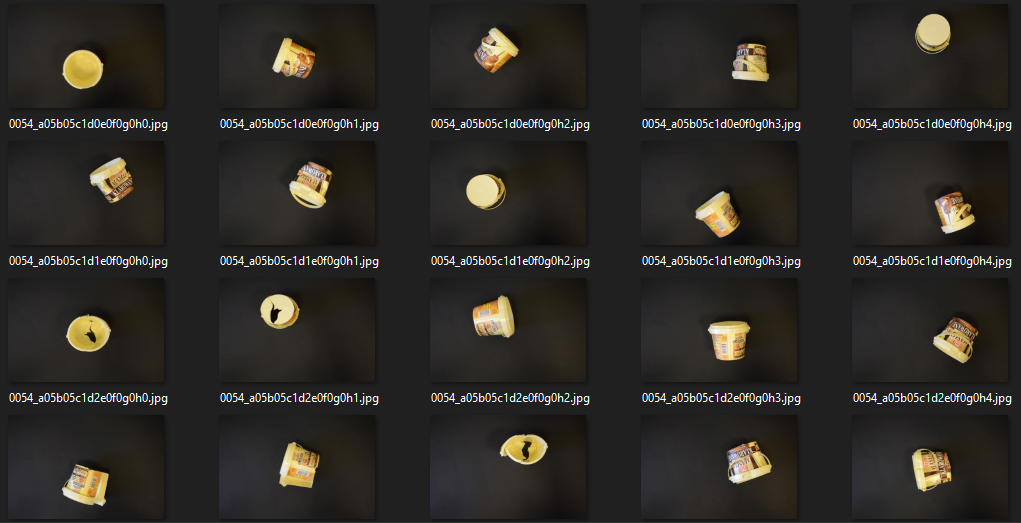 0054_a05b05c1d0e0f0g0h0.jpg
0054_a05b05c1d0e0f0g0h1.jpg
0054_a05b05c1d0e0f0g0h2.jpg
0054_a05b05c1d0e0f0g0h3.jpg
0054_a05b05c1d0e0f0g0h4.jpg
0054_a05b05c1d1e0f0g0h0.jpg
0054_a05b05c1d1e0f0g0h1.jpg
0054_a05b05c1d1e0f0g0h2.jpg
0054_a05b05c1d1e0f0g0h3.jpg
0054_a05b05c1d1e0f0g0h4.jpg
0054_a05b05c1d2e0f0g0h0.jpg
0054_a05b05c1d2e0f0g0h1.jpg
0054_a05b05c1d2e0f0g0h2.jpg
0054_a05b05c1d2e0f0g0h3.jpg
0054_a05b05c1d2e0f0g0h4.jpg